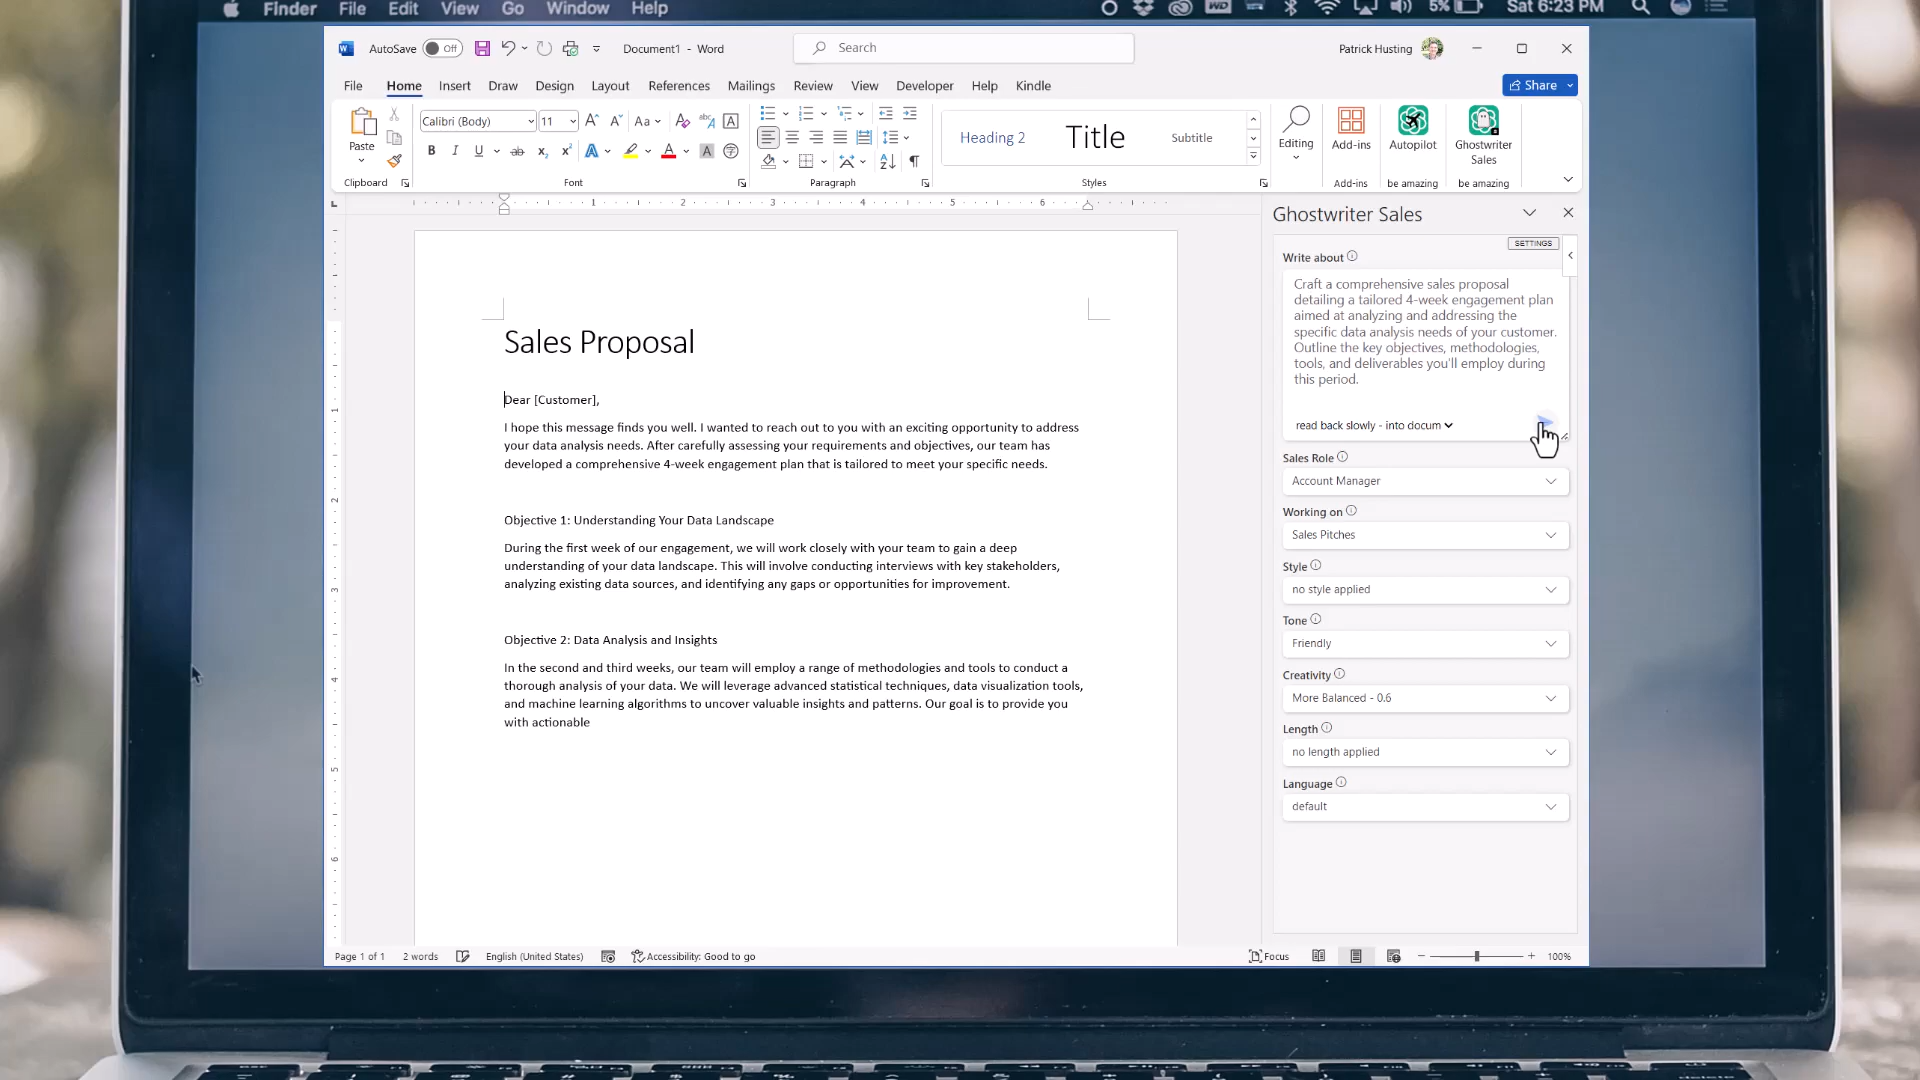 Finder File Edit View Go Window Help 5% Sat 6:23 PM
AutoSave Off Document1 - Word Search Patrick Husting
File Home Insert Draw Design Layout References Mailings Review View Developer Help Kindle Share
Paste
Calibri (Body) 11
Heading 2 Title Subtitle
Editing Add-ins Autopilot Ghostwriter Sales
Clipboard Font Paragraph Styles Add-ins be amazing be amazing
1 2 3 4 5 6
Sales Proposal
Dear [Customer],
I hope this message finds you well. I wanted to reach out to you with an exciting opportunity to address
your data analysis needs. After carefully assessing your requirements and objectives, our team has
developed a comprehensive 4-week engagement plan that is tailored to meet your specific needs.
Objective 1: Understanding Your Data Landscape
During the first week of our engagement, we will work closely with your team to gain a deep
understanding of your data landscape. This will involve conducting interviews with key stakeholders,
analyzing existing data sources, and identifying any gaps or opportunities for improvement.
Objective 2: Data Analysis and Insights
In the second and third weeks, our team will employ a range of methodologies and tools to conduct a
thorough analysis of your data. We will leverage advanced statistical techniques, data visualization tools,
and machine learning algorithms to uncover valuable insights and patterns. Our goal is to provide you
with actionable
Ghostwriter Sales
SETTINGS
Write about
Craft a comprehensive sales proposal
detailing a tailored 4-week engagement plan
aimed at analyzing and addressing the
specific data analysis needs of your customer.
Outline the key objectives, methodologies,
tools, and deliverables you'll employ during
this period.
read back slowly - into docum
Sales Role
Account Manager
Working on
Sales Pitches
Style
no style applied
Tone
Friendly
Creativity
More Balanced - 0.6
Length
no length applied
Language
default
Page 1 of 1 2 words English (United States) Accessibility: Good to go Focus 100%